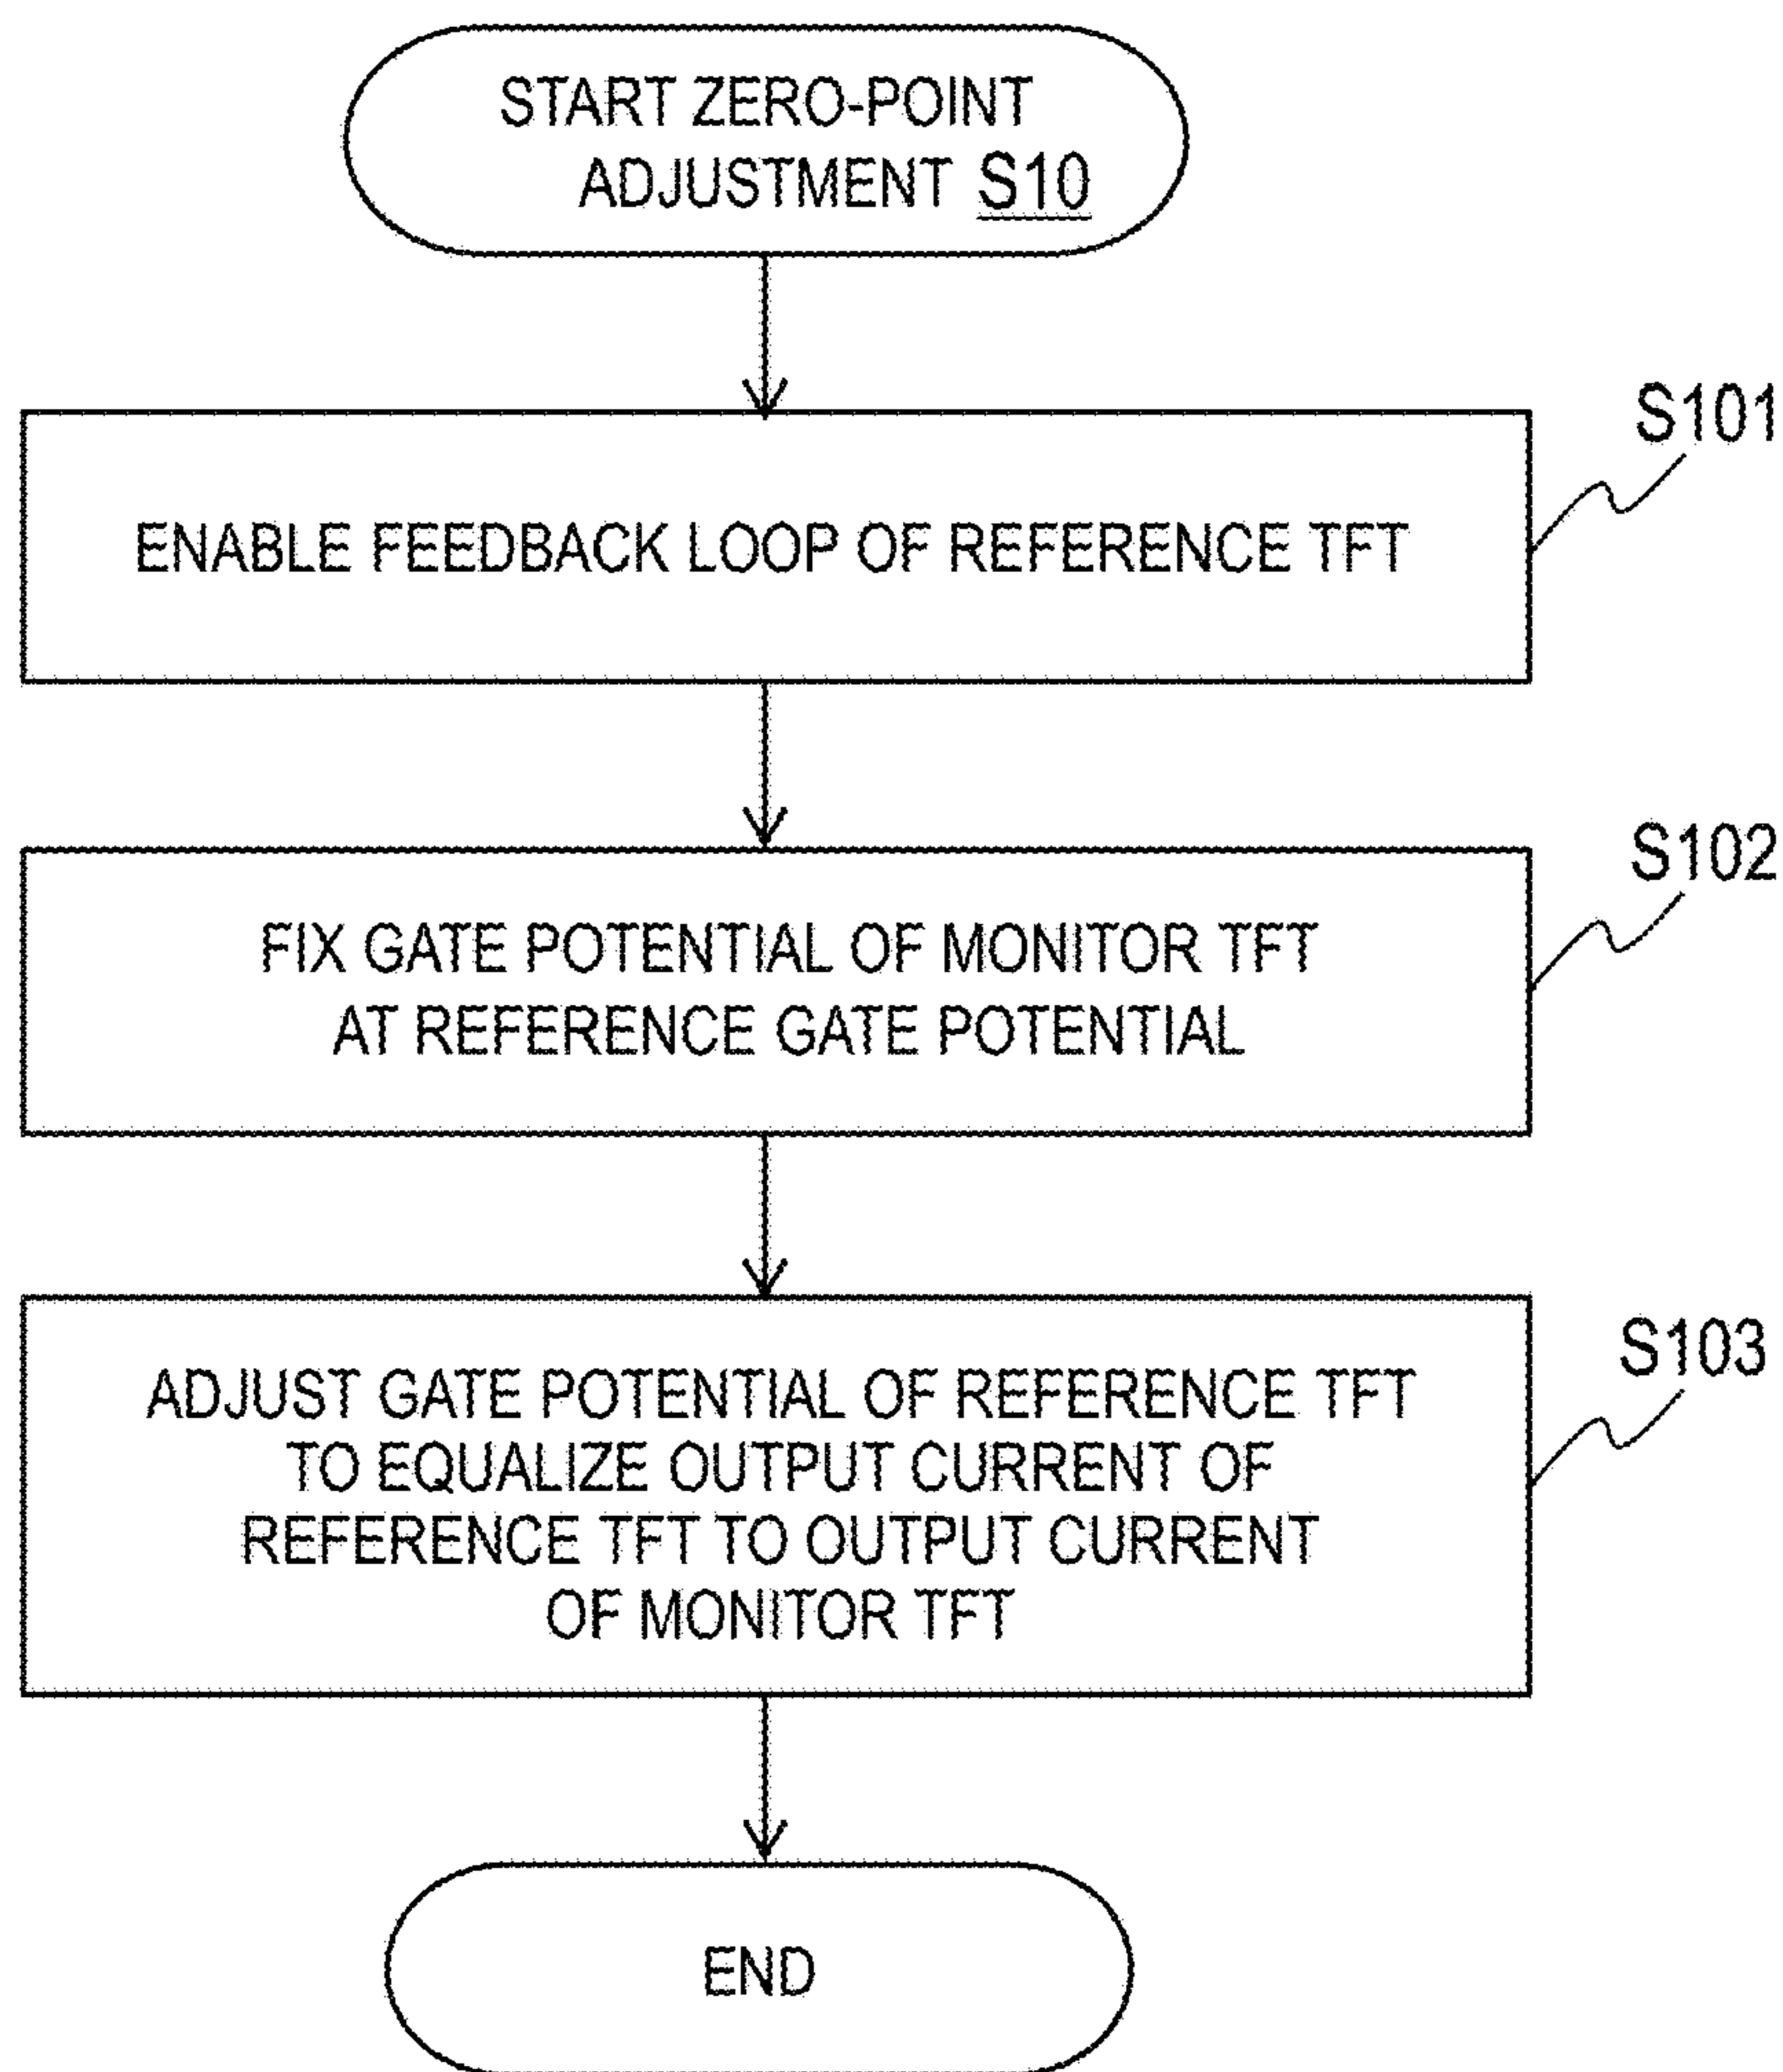 START ZERO-POINT
ADJUSTMENT S10
S101
ENABLE FEEDBACK LOOP OF REFERENCE TFT
S102
FIX GATE POTENTIAL OF MONITOR TFT
AT REFERENCE GATE POTENTIAL
S103
ADJUST GATE POTENTIAL OF REFERENCE TFT
TO EQUALIZE OUTPUT CURRENT OF
REFERENCE TFT TO OUTPUT CURRENT
OF MONITOR TFT
END